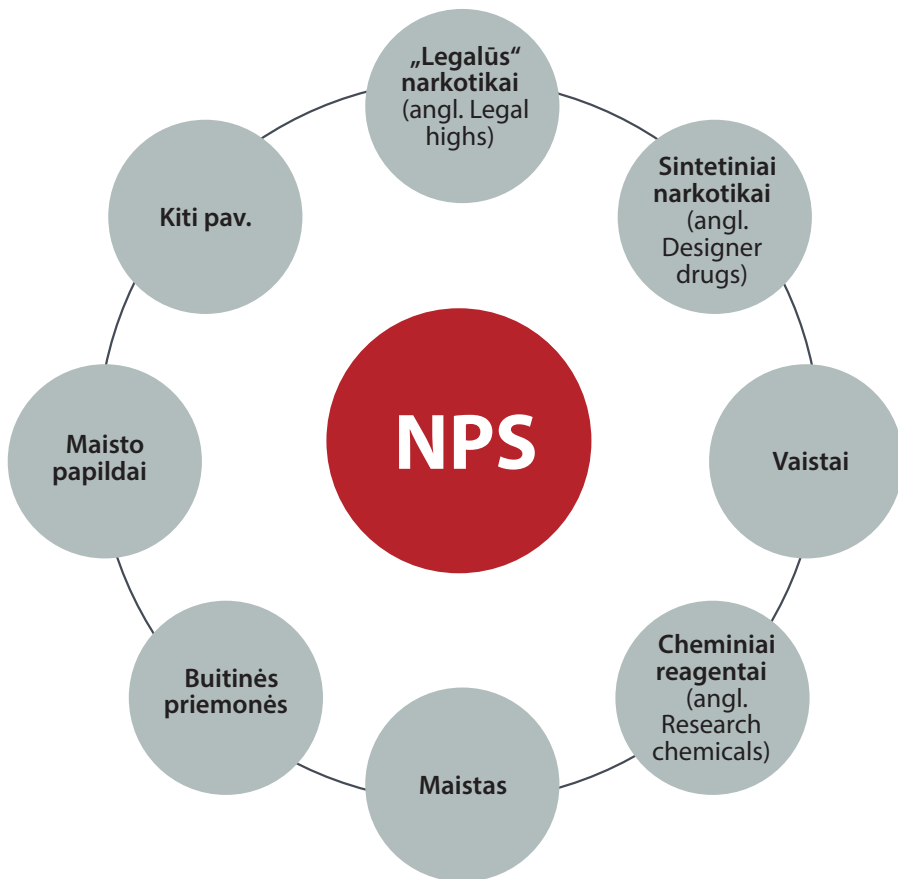 „Legalūs“
narkotikai
(angl. Legal
highs)
Sintetiniai
narkotikai
(angl.
Designer
drugs)
Vaistai
Cheminiai
reagentai
(angl.
Research
chemicals)
Maistas
Buitinės
priemonės
Maisto
papildai
Kiti pav.
NPS